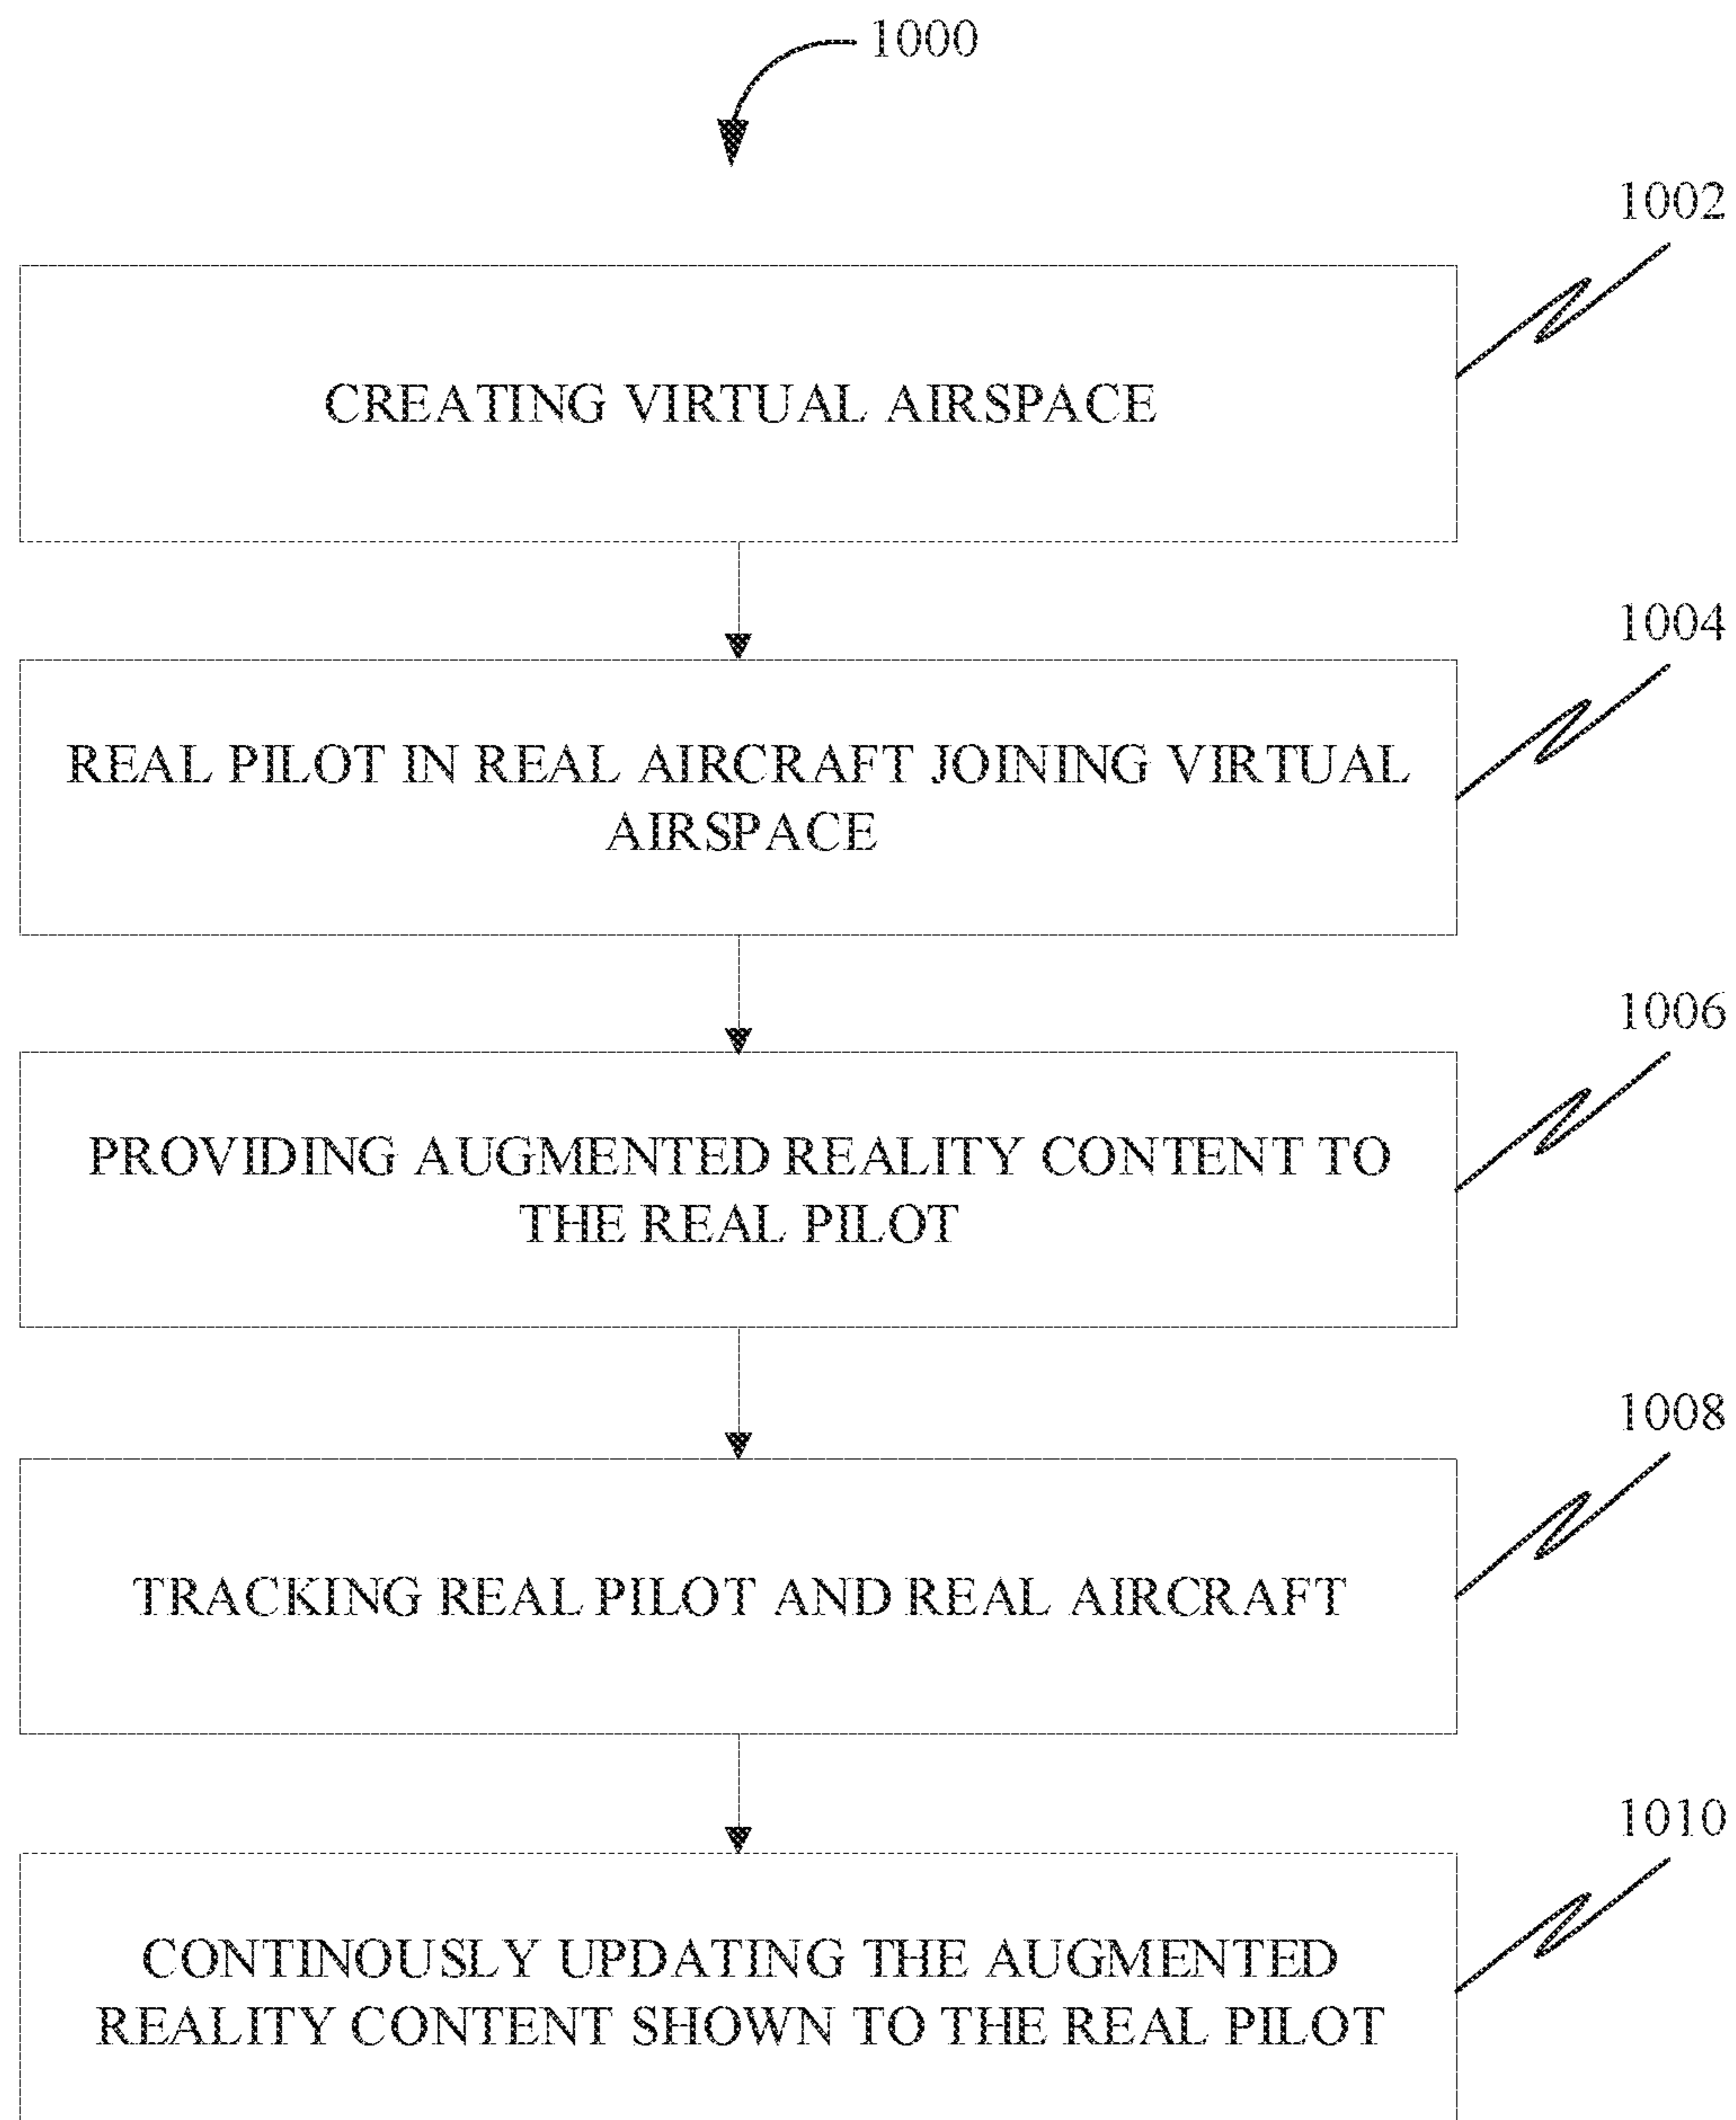 1000
1002
CREATING VIRTUAL AIRSPACE
1004
REAL PILOT IN REAL AIRCRAFT JOINING VIRTUAL
AIRSPACE
1006
PROVIDING AUGMENTED REALITY CONTENT TO
THE REAL PILOT
1008
TRACKING REAL PILOT AND REAL AIRCRAFT
1010
CONTINOUSLY UPDATING THE AUGMENTED
REALITY CONTENT SHOWN TO THE REAL PILOT